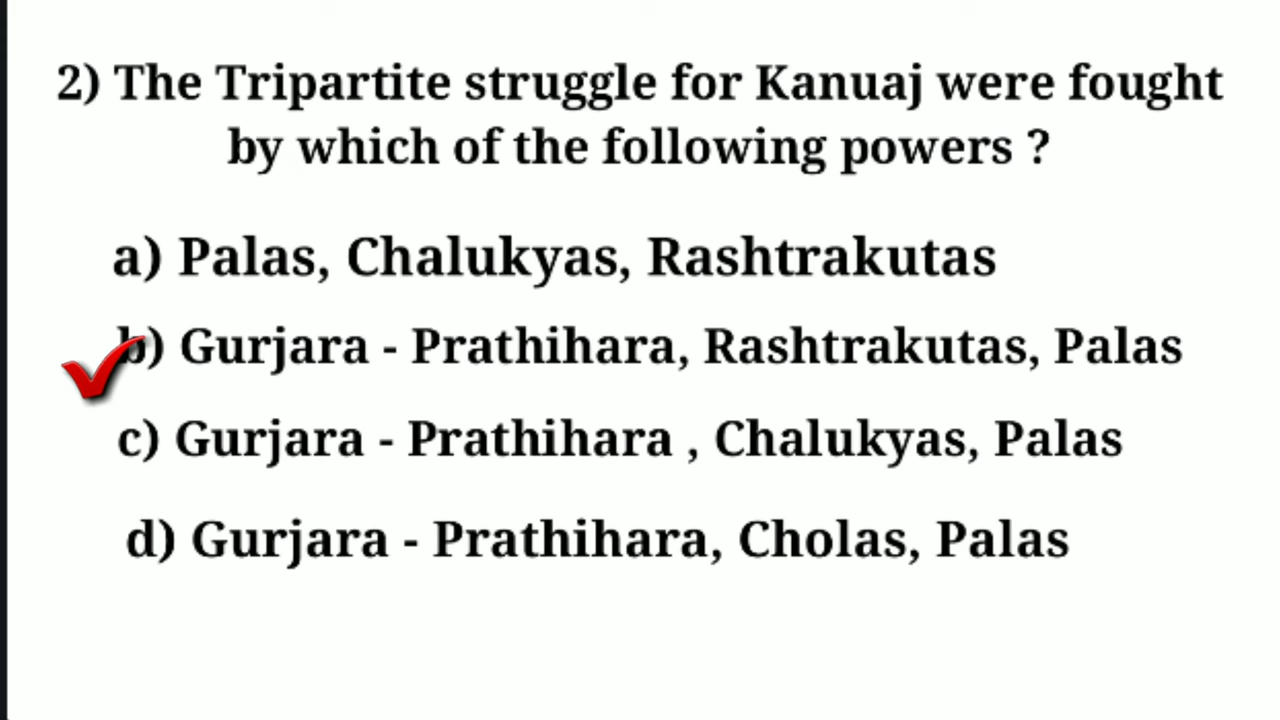 2) The Tripartite struggle for Kanuaj were fought
by which of the following powers ?
a) Palas, Chalukyas, Rashtrakutas
b) Gurjara - Prathihara, Rashtrakutas, Palas
c) Gurjara - Prathihara , Chalukyas, Palas
d) Gurjara - Prathihara, Cholas, Palas